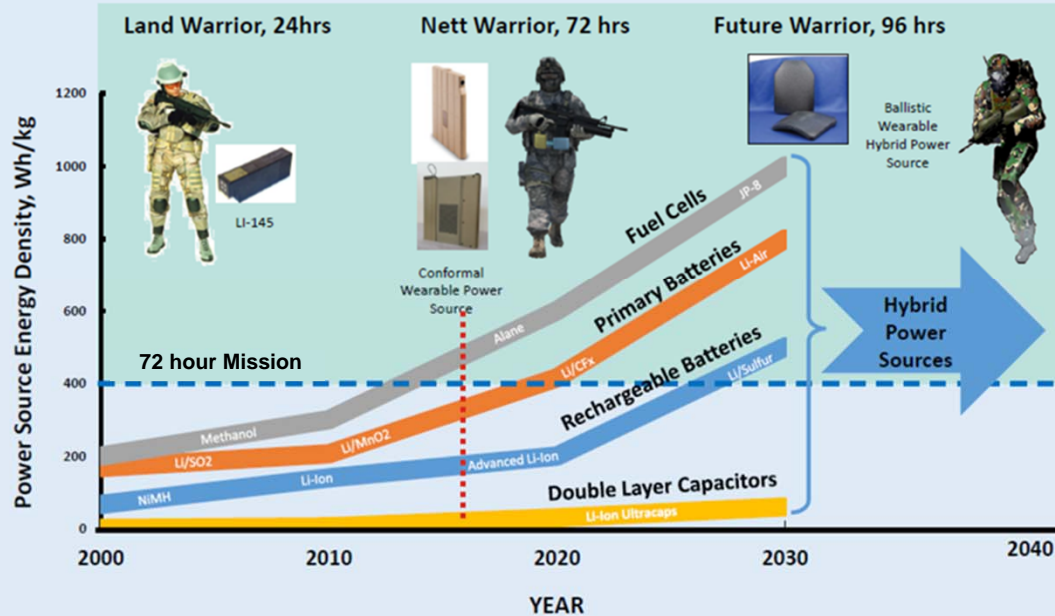 Land Warrior, 24hrs
Nett Warrior, 72 hrs
Future Warrior, 96 hrs
Power Source Energy Density, Wh/kg
1200
1000
800
600
400
200
0
LI-145
Conformal
Wearable Power
Source
Ballistic
Wearable
Hybrid Power
Source
72 hour Mission
Fuel Cells
Methanol
Alane
JP-8
Primary Batteries
Li/SO2
Li/MnO2
Li/CFx
Li-Air
Rechargeable Batteries
NiMH
Li-Ion
Advanced Li-Ion
Li/Sulfur
Double Layer Capacitors
Li-Ion Ultracaps
Hybrid
Power
Sources
2000
2010
2020
2030
2040
YEAR